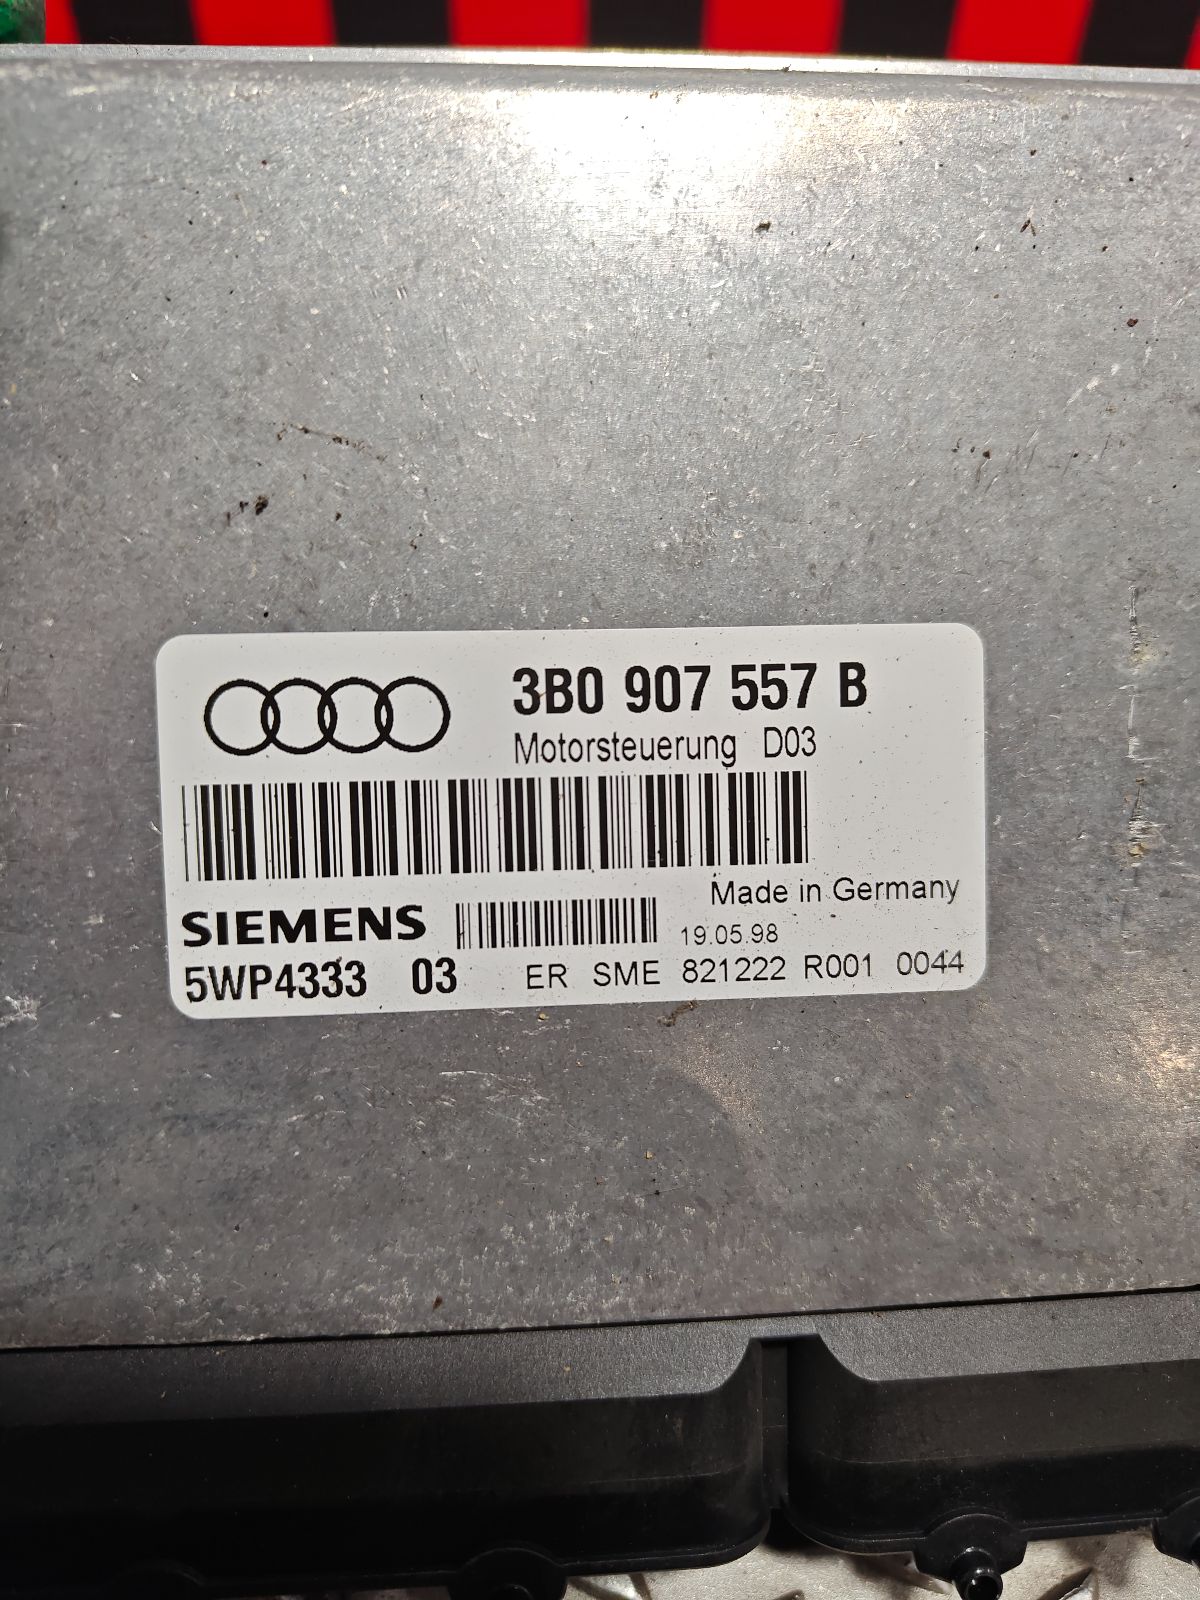 3B0 907 557 B
Motorsteuerung D03
Made in Germany
SIEMENS
19.05.98
5WP4333 03 ER SME 821222 R001 0044